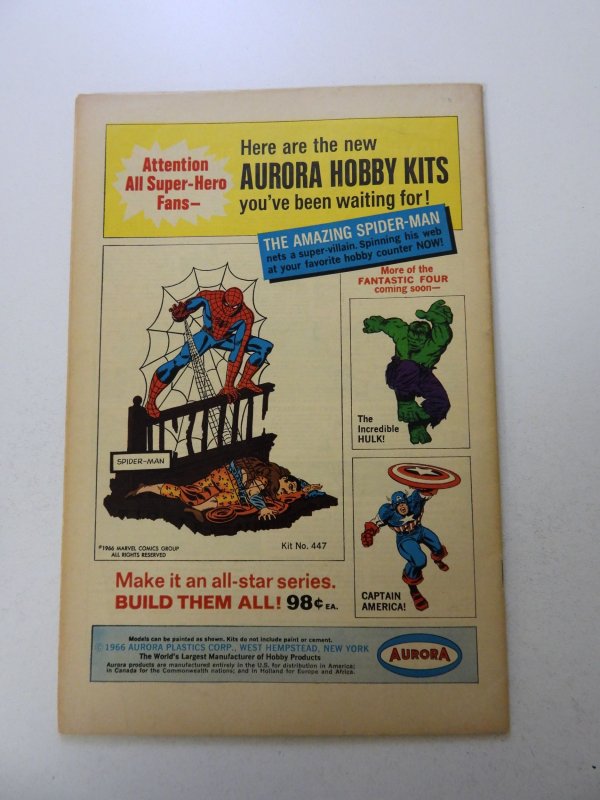 Attention
All Super-Hero
Fans—
Here are the new
AURORA HOBBY KITS
you've been waiting for!
THE AMAZING SPIDER-MAN
nets a super-villain. Spinning his web
at your favorite hobby counter NOW!
More of the
FANTASTIC FOUR
coming soon—
SPIDER-MAN
©1966 MARVEL COMICS GROUP
ALL RIGHTS RESERVED
Kit No. 447
The
Incredible
HULK!
CAPTAIN
AMERICA!
Make it an all-star series.
BUILD THEM ALL! 98¢ EA.
Models can be painted as shown. Kits do not include paint or cement.
© 1966 AURORA PLASTICS CORP., WEST HEMPSTEAD, NEW YORK
The World's Largest Manufacturer of Hobby Products
Aurora products are manufactured entirely in the U.S. for distribution in America;
in Canada for the Commonwealth nations; and in Holland for Europe and Africa.
AURORA